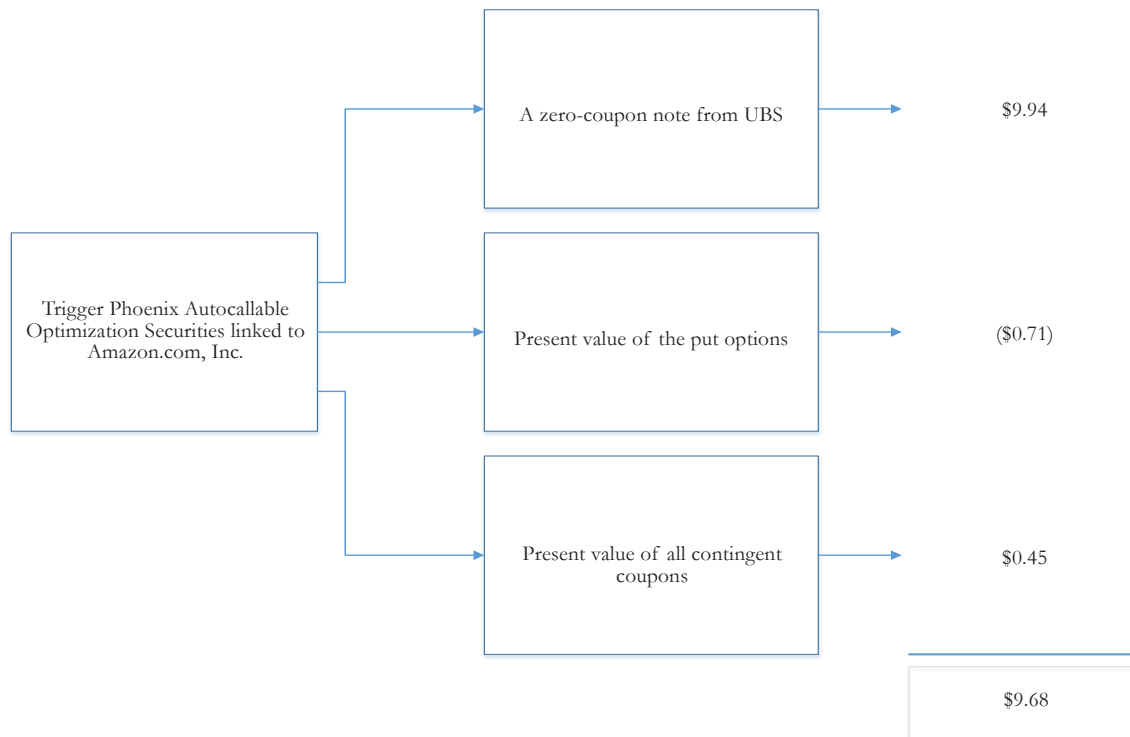 A zero-coupon note from UBS
$9.94
Trigger Phoenix Autocallable
Optimization Securities linked to
Amazon.com, Inc.
Present value of the put options
($0.71)
Present value of all contingent
coupons
$0.45
$9.68